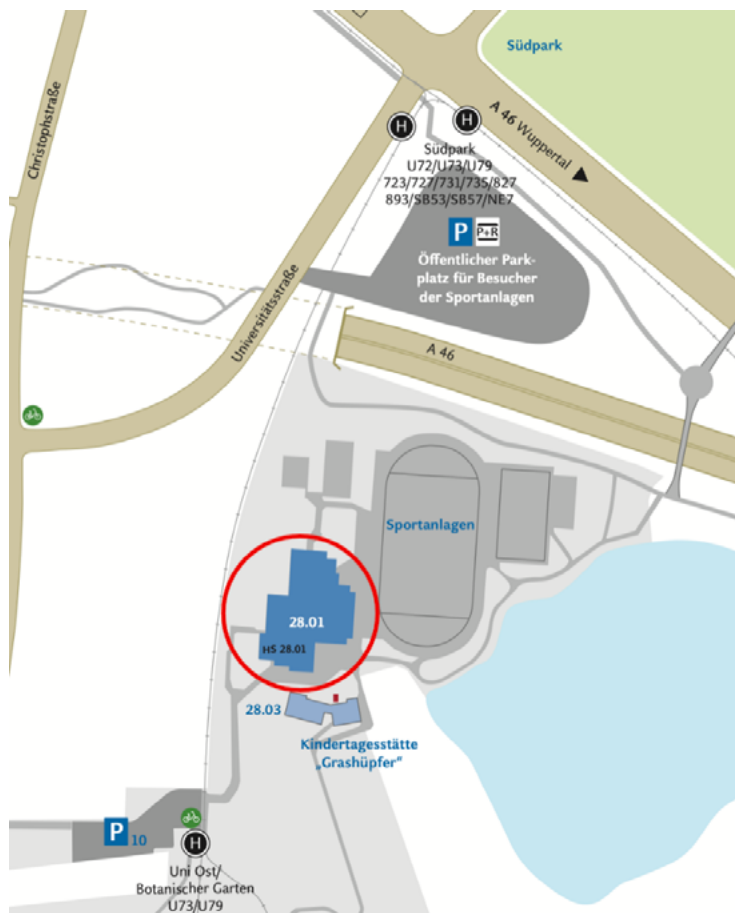 Südpark
Christophstraße
A 46 Wuppertal
H
H
Südpark
U72/U73/U79
723/727/731/735/827
893/SB53/SB57/NE7
P
P+R
Öffentlicher Park-
platz für Besucher
der Sportanlagen
Universitätsstraße
A 46
Sportanlagen
28.01
HS 28.01
28.03
Kindertagesstätte
„Grashüpfer“
P 10
H
Uni Ost/
Botanischer Garten
U73/U79